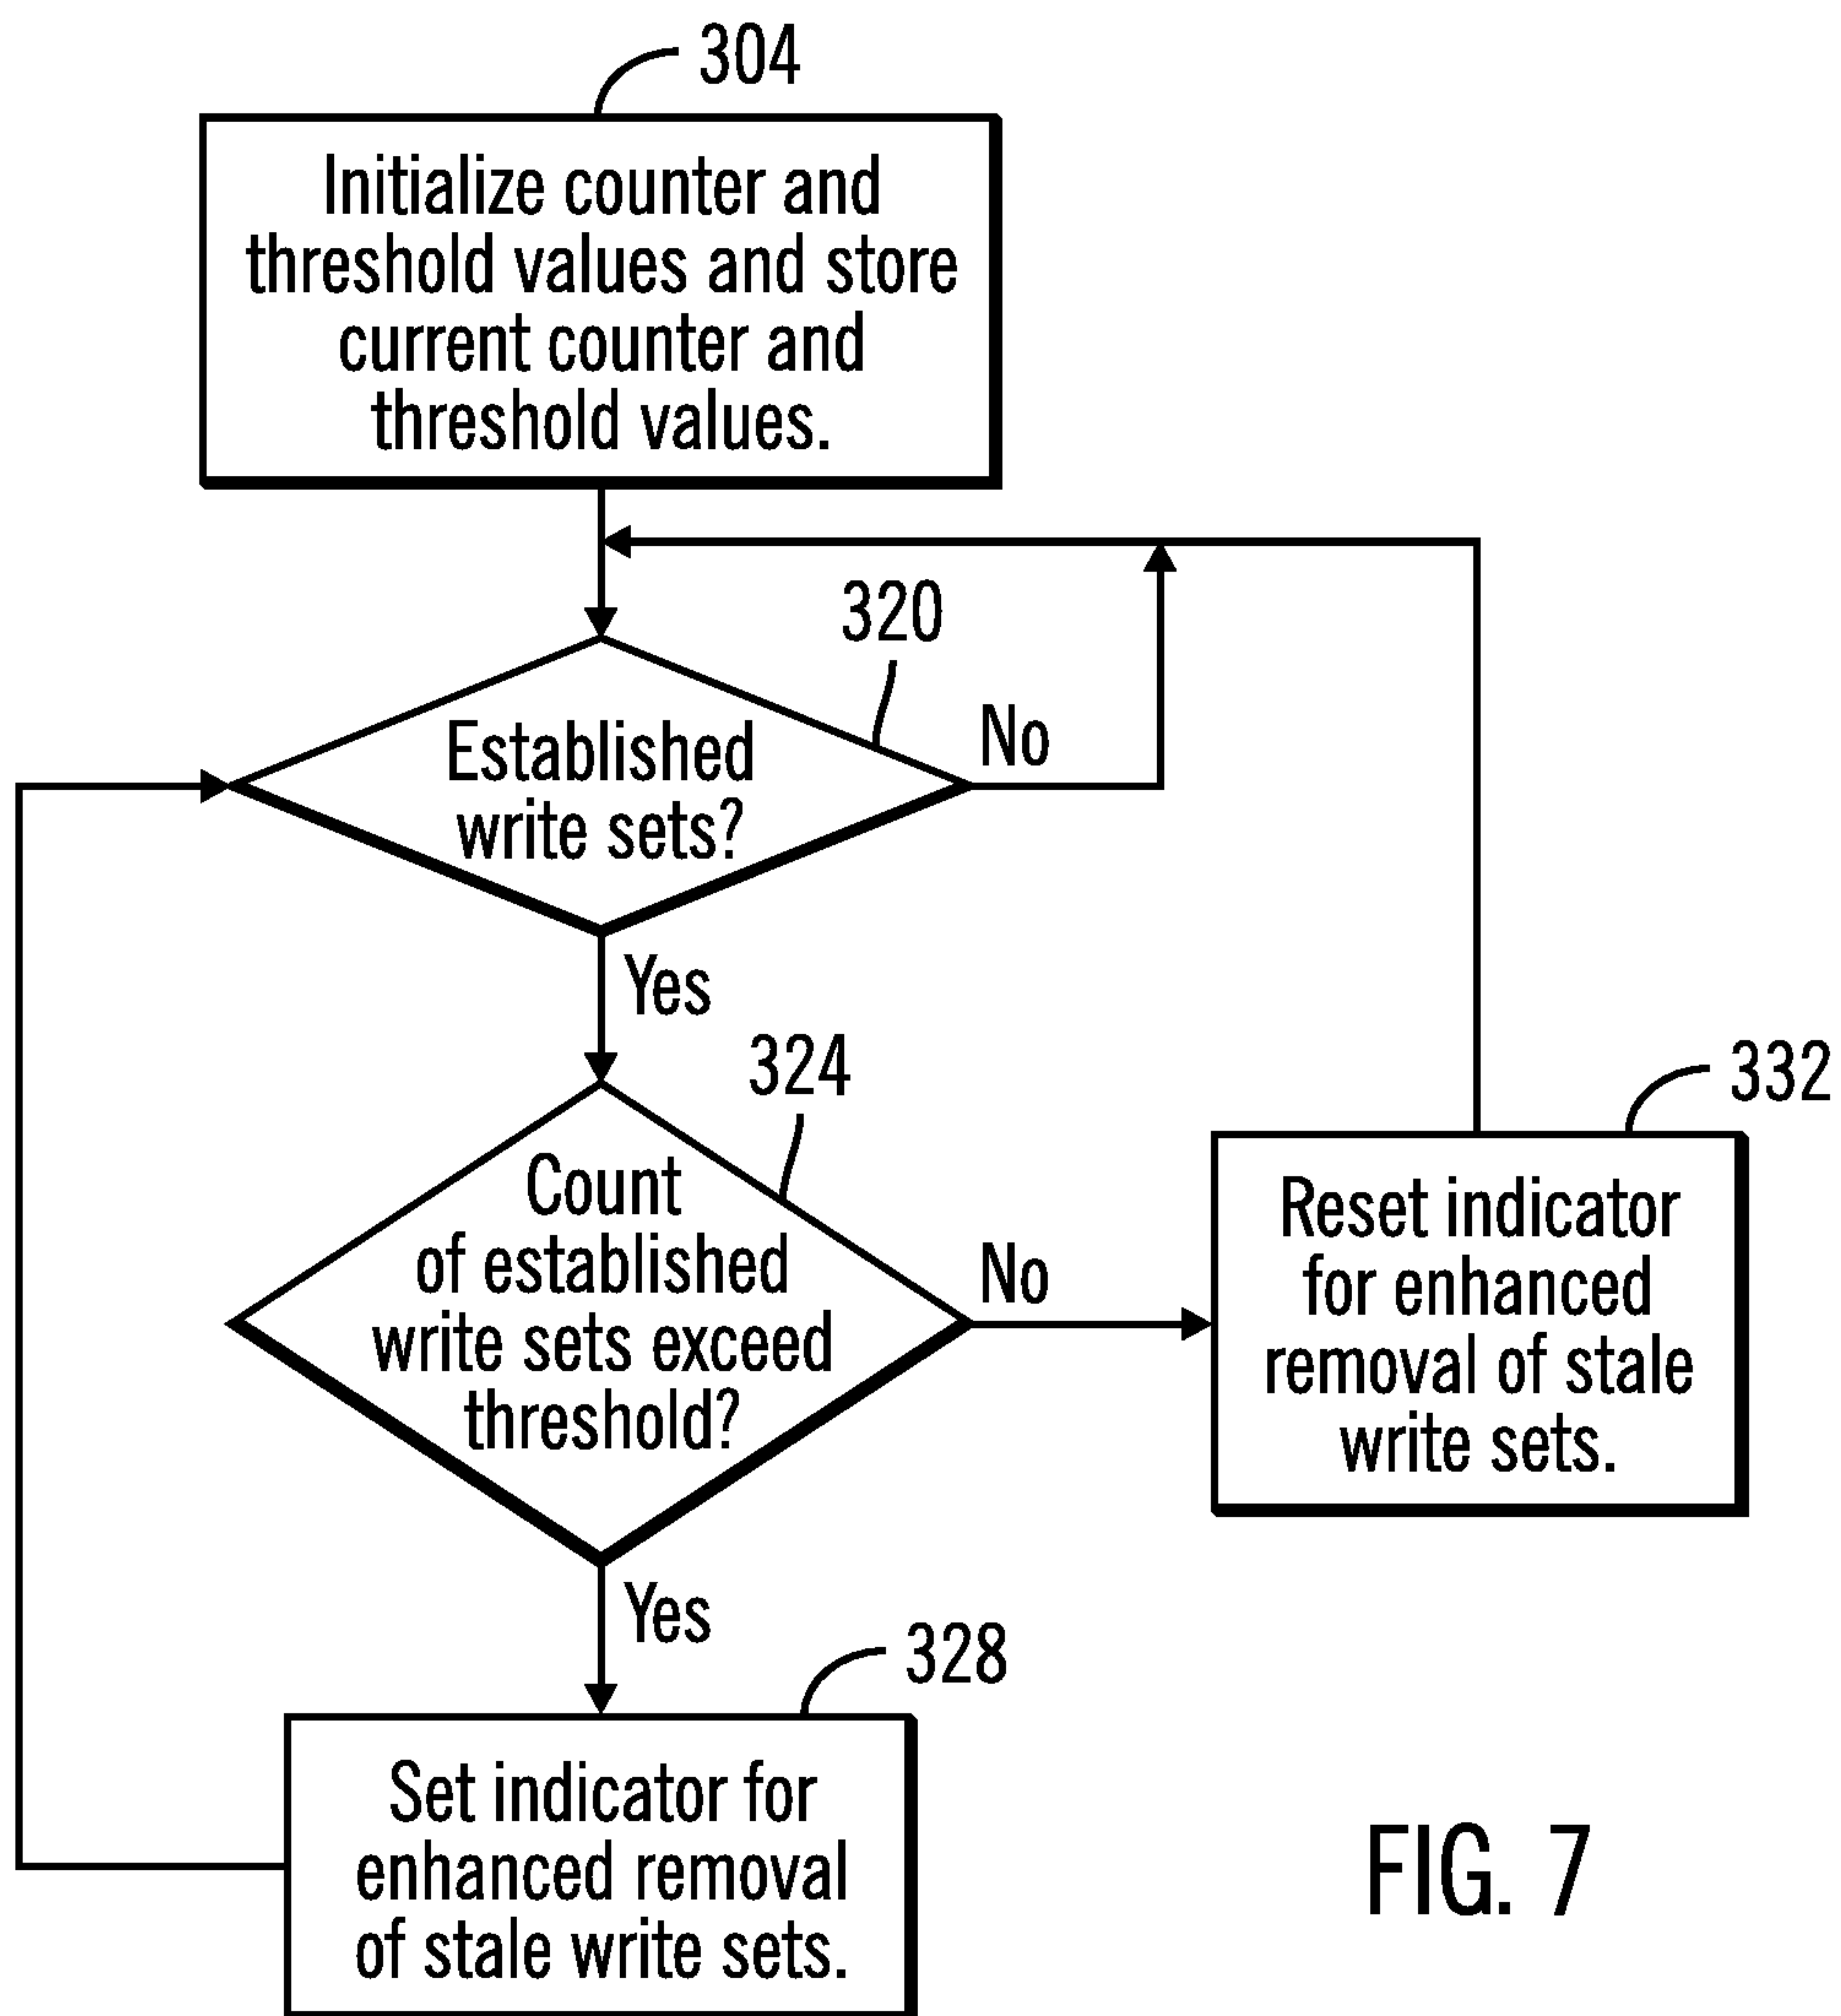 304
Initialize counter and
threshold values and store
current counter and
threshold values.
320
Established
write sets?
No
Yes
324
Count
of established
write sets exceed
threshold?
No
332
Reset indicator
for enhanced
removal of stale
write sets.
Yes
328
Set indicator for
enhanced removal
of stale write sets.
FIG. 7